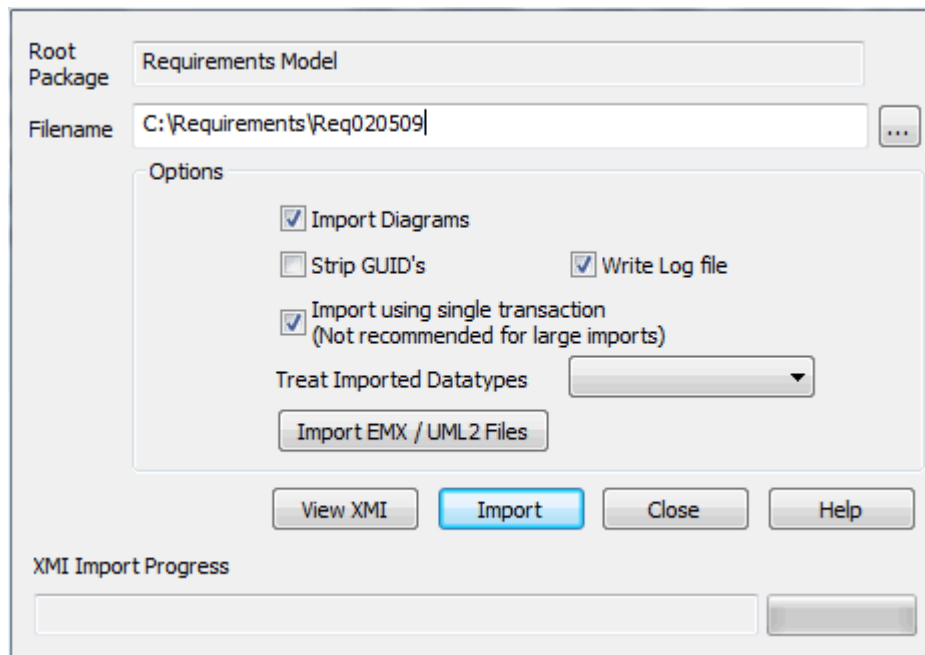 Root
Package
Requirements Model
Filename
C:\Requirements\Req020509
...
Options
Import Diagrams
Strip GUID's
Write Log file
Import using single transaction
(Not recommended for large imports)
Treat Imported Datatypes
Import EMX / UML2 Files
View XMI
Import
Close
Help
XMI Import Progress